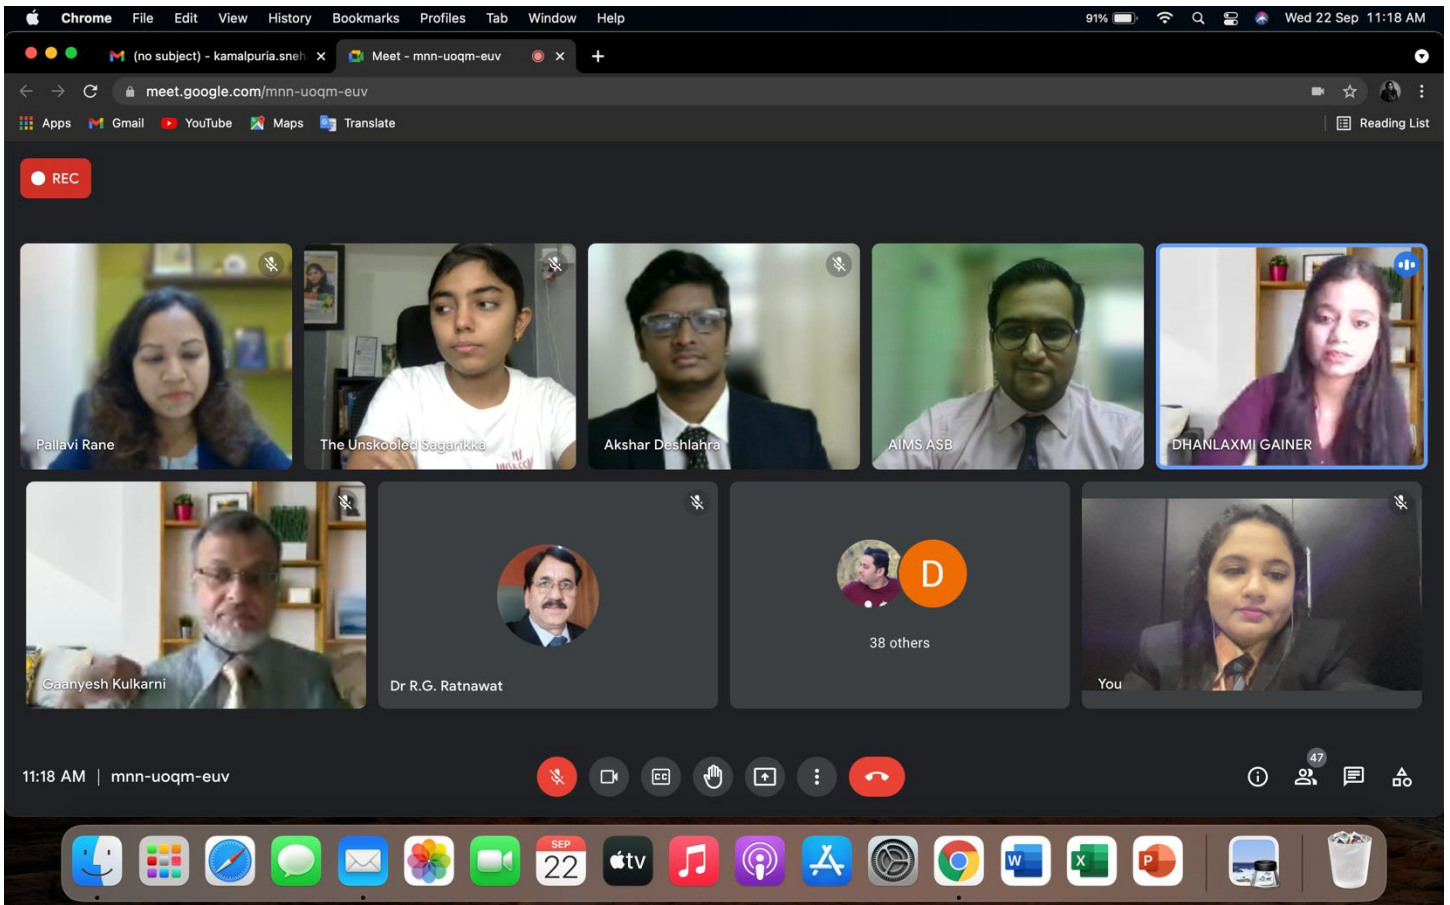 Chrome File Edit View History Bookmarks Profiles Tab Window Help 91% Wed 22 Sep 11:18 AM
(no subject) - kamalpuria.sneh Meet - mnn-uoqm-euv
meet.google.com/mnn-uoqm-euv
Apps Gmail YouTube Maps Translate Reading List
REC
Pallavi Rane
The Unskooled Sagarikka
Akshar Deshlahra
AIMS ASB
DHANLAXMI GAINER
Gaanyesh Kulkarni
Dr R.G. Ratnawat
D
38 others
You
11:18 AM | mnn-uoqm-euv
CC
47
SEP
22
tv
W
X
P